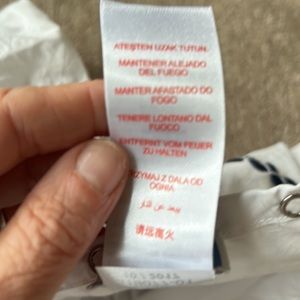 ATEŞTEN UZAK TUTUN.
MANTENER ALEJADO
DEL FUEGO
MANTER AFASTADO DO
FOGO
TENERE LONTANO DAL
FUOCO
ENTFERNT VOM FEUER
ZU HALTEN
TRZYMAJ Z DALA OD
OGNIA
يبعد عن النار
请远离火